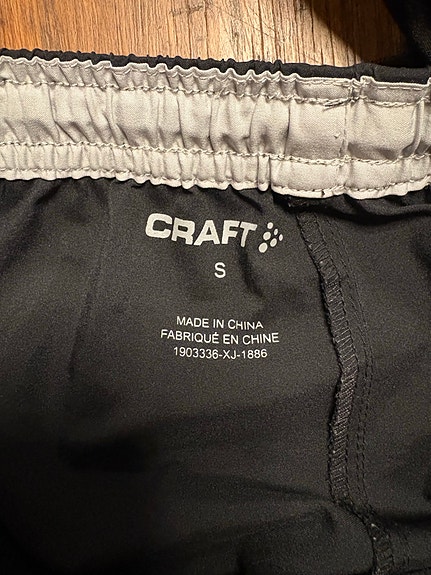 CRAFT
S
MADE IN CHINA
FABRIQUÉ EN CHINE
1903336-XJ-1886